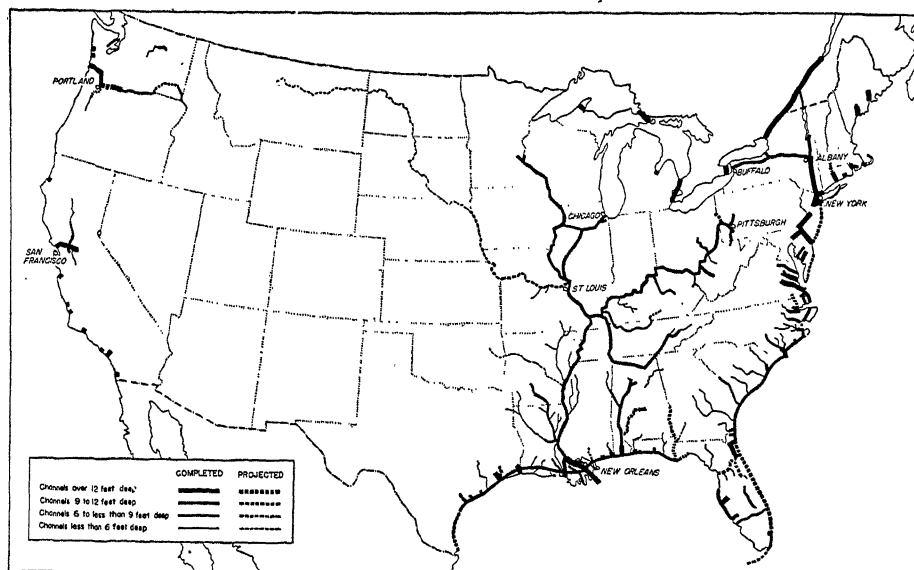 PORTLAND
ALBANY
BUFFALO
NEW YORK
CHICAGO
PITTSBURGH
SAN
FRANCISCO
ST LOUIS
NEW ORLEANS
COMPLETED PROJECTED
Channels over 12 feet deep
Channels 9 to 12 feet deep
Channels 6 to less than 9 feet deep
Channels less than 6 feet deep